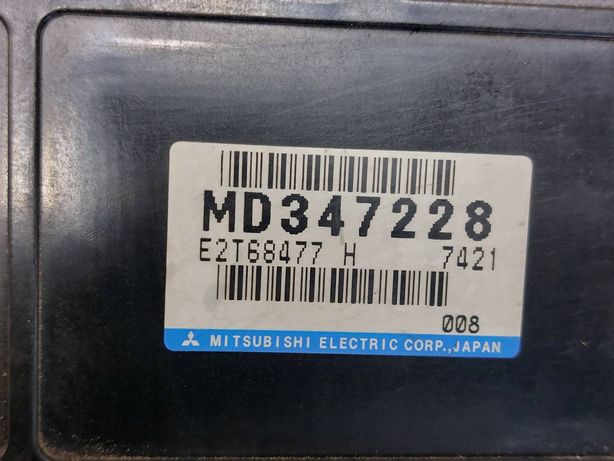 MD347228
E2T68477 H 7421
008
MITSUBISHI ELECTRIC CORP.,JAPAN